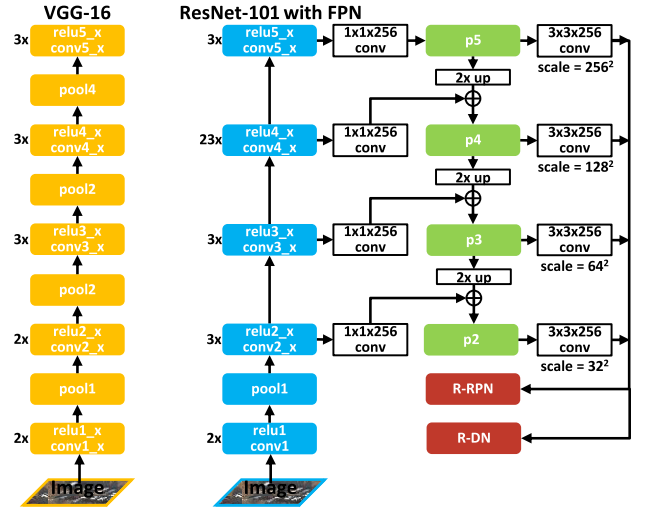 VGG-16
3x
relu5_x
conv5_x
pool4
3x
relu4_x
conv4_x
pool2
3x
relu3_x
conv3_x
pool2
2x
relu2_x
conv2_x
pool1
2x
relu1_x
conv1_x
Image
ResNet-101 with FPN
3x
relu5_x
conv5_x
1x1x256
conv
p5
3x3x256
conv
scale = 256²
2x up
23x
relu4_x
conv4_x
1x1x256
conv
p4
3x3x256
conv
scale = 128²
2x up
3x
relu3_x
conv3_x
1x1x256
conv
p3
3x3x256
conv
scale = 64²
2x up
3x
relu2_x
conv2_x
1x1x256
conv
p2
3x3x256
conv
scale = 32²
pool1
R-RPN
2x
relu1
conv1
R-DN
Image